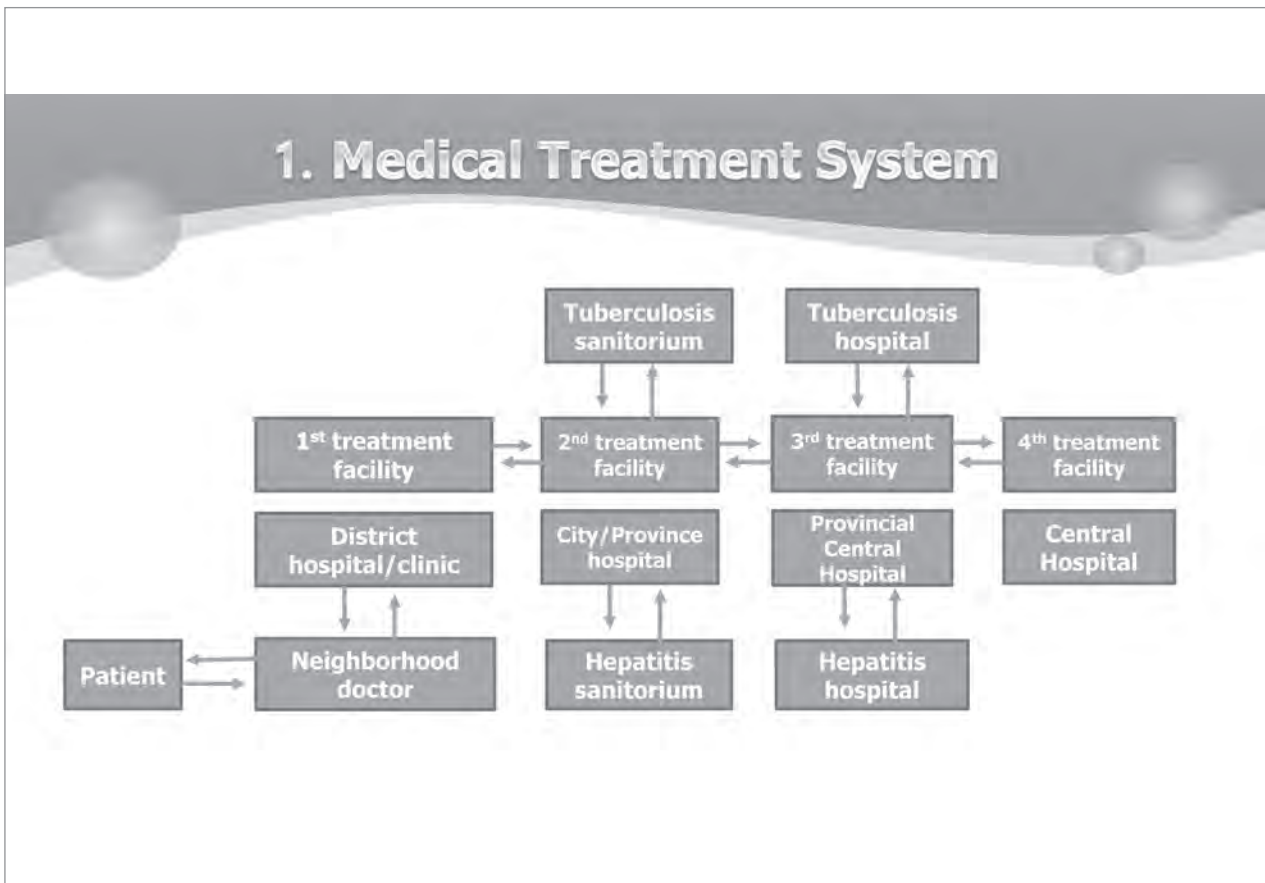 1. Medical Treatment System
Tuberculosis
sanitorium
Tuberculosis
hospital
1st treatment
facility
2nd treatment
facility
3rd treatment
facility
4th treatment
facility
District
hospital/clinic
City/Province
hospital
Provincial
Central
Hospital
Central
Hospital
Patient
Neighborhood
doctor
Hepatitis
sanitorium
Hepatitis
hospital